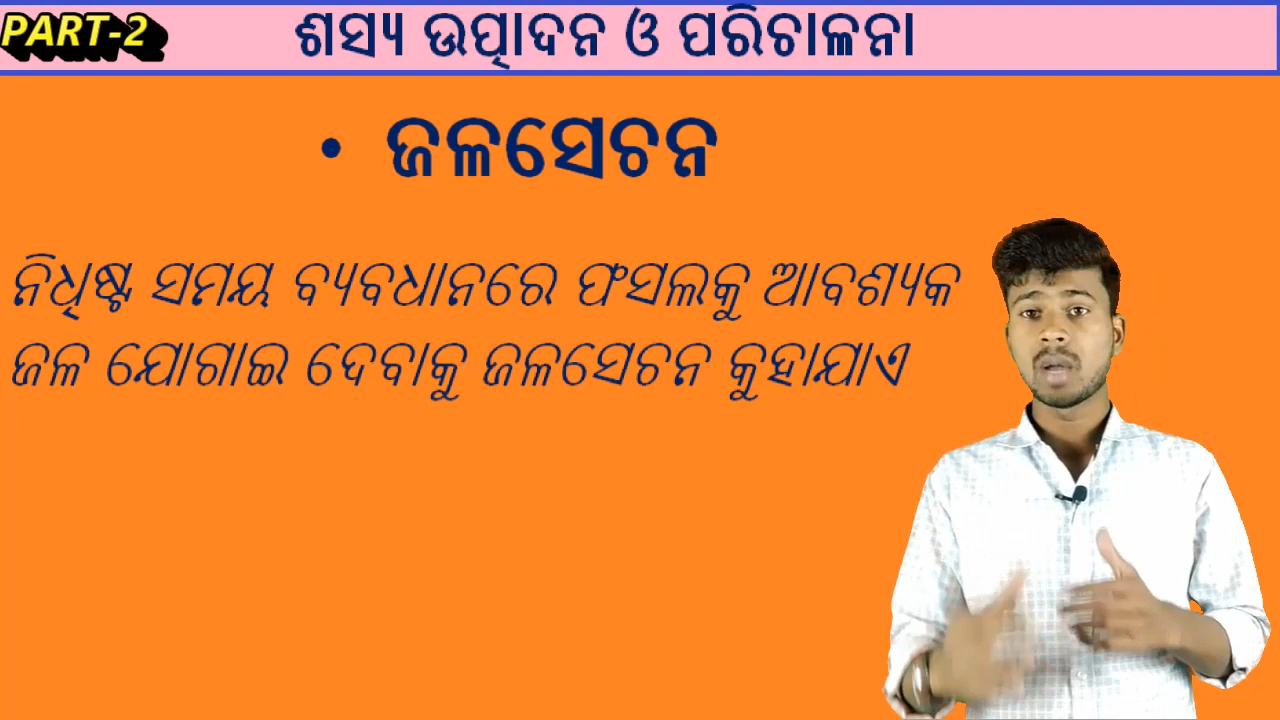 PART-2
ଶସ୍ୟ ଉତ୍ପାଦନ ଓ ପରିଚାଳନା
• ଜଳସେଚନ
ନିଧିଷ୍ଟ ସମୟ ବ୍ୟବଧାନରେ ଫସଲକୁ ଆବଶ୍ୟକ
ଜଳ ଯୋଗାଇ ଦେବାକୁ ଜଳସେଚନ କୁହାଯାଏ